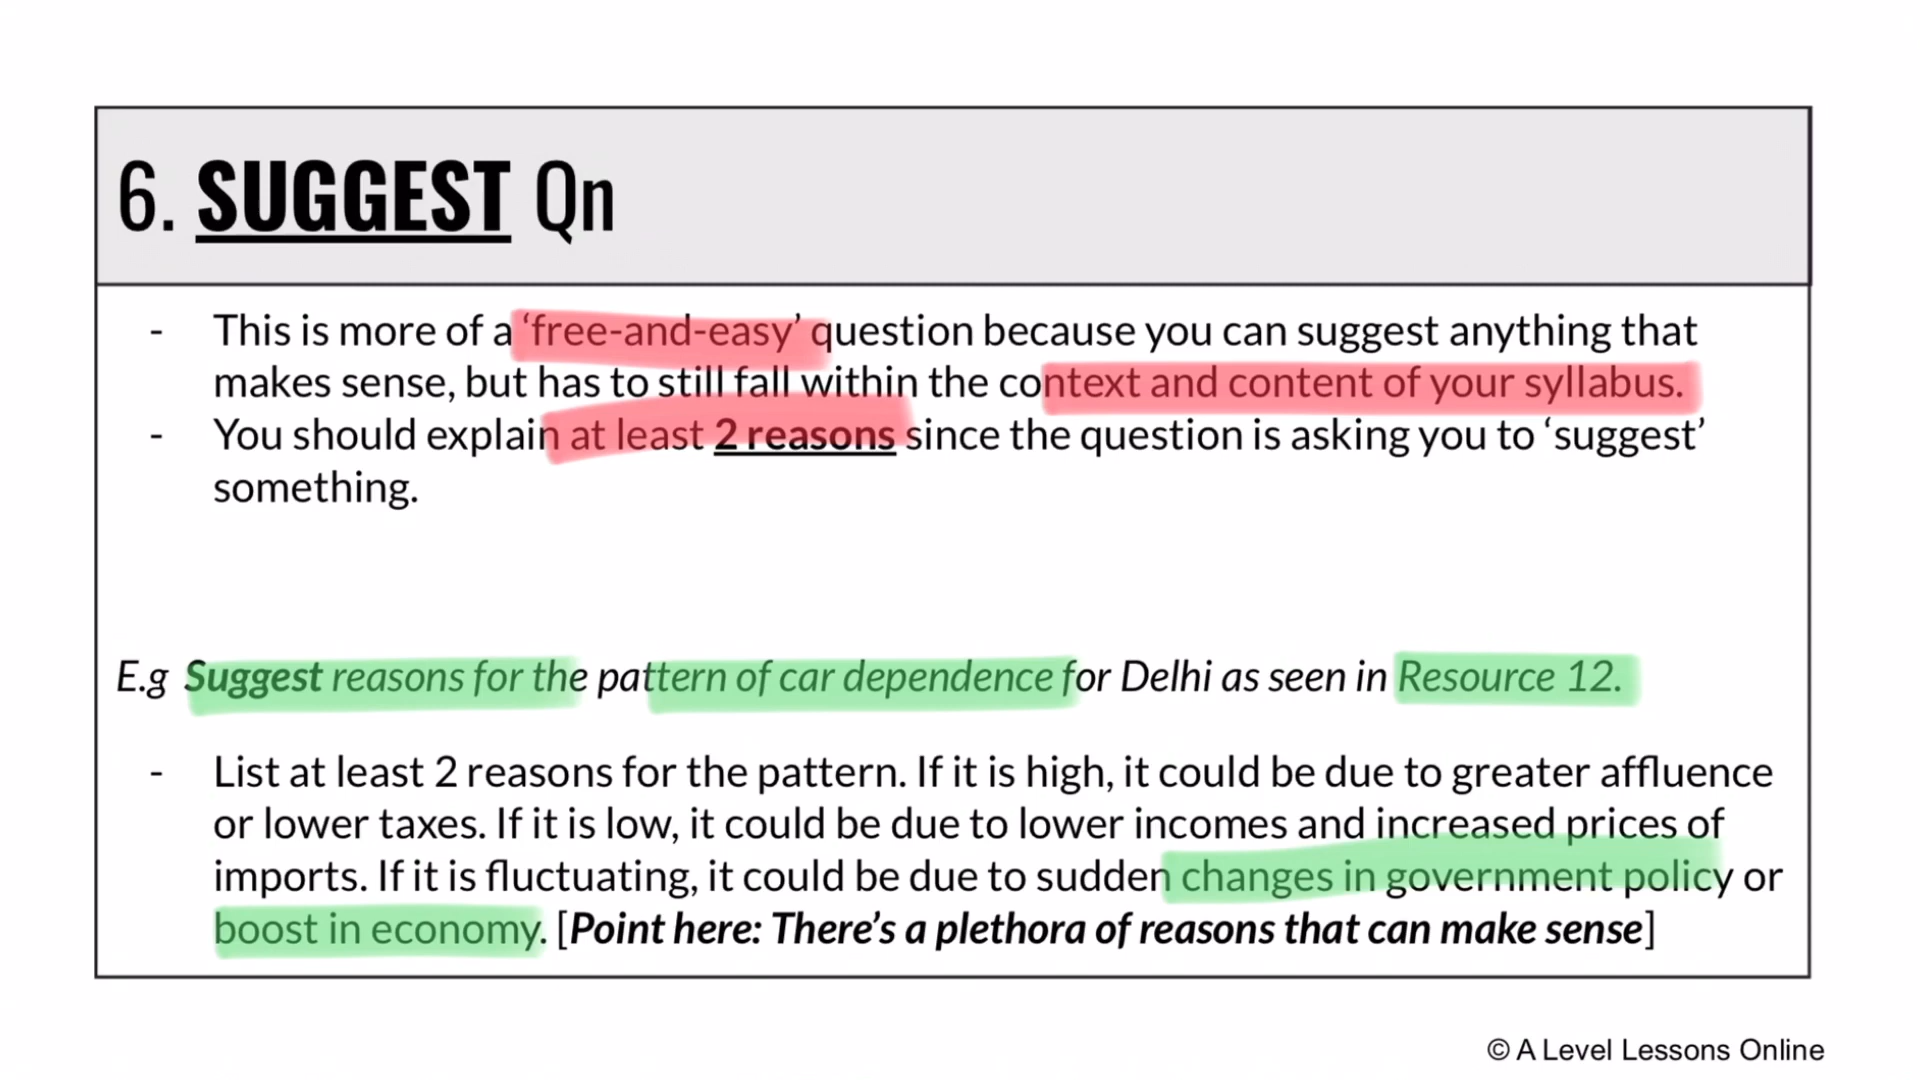 6. SUGGEST Qn
- This is more of a ‘free-and-easy’ question because you can suggest anything that
makes sense, but has to still fall within the context and content of your syllabus.
- You should explain at least 2 reasons since the question is asking you to ‘suggest’
something.
E.g Suggest reasons for the pattern of car dependence for Delhi as seen in Resource 12.
- List at least 2 reasons for the pattern. If it is high, it could be due to greater affluence
or lower taxes. If it is low, it could be due to lower incomes and increased prices of
imports. If it is fluctuating, it could be due to sudden changes in government policy or
boost in economy. [Point here: There’s a plethora of reasons that can make sense]
© A Level Lessons Online